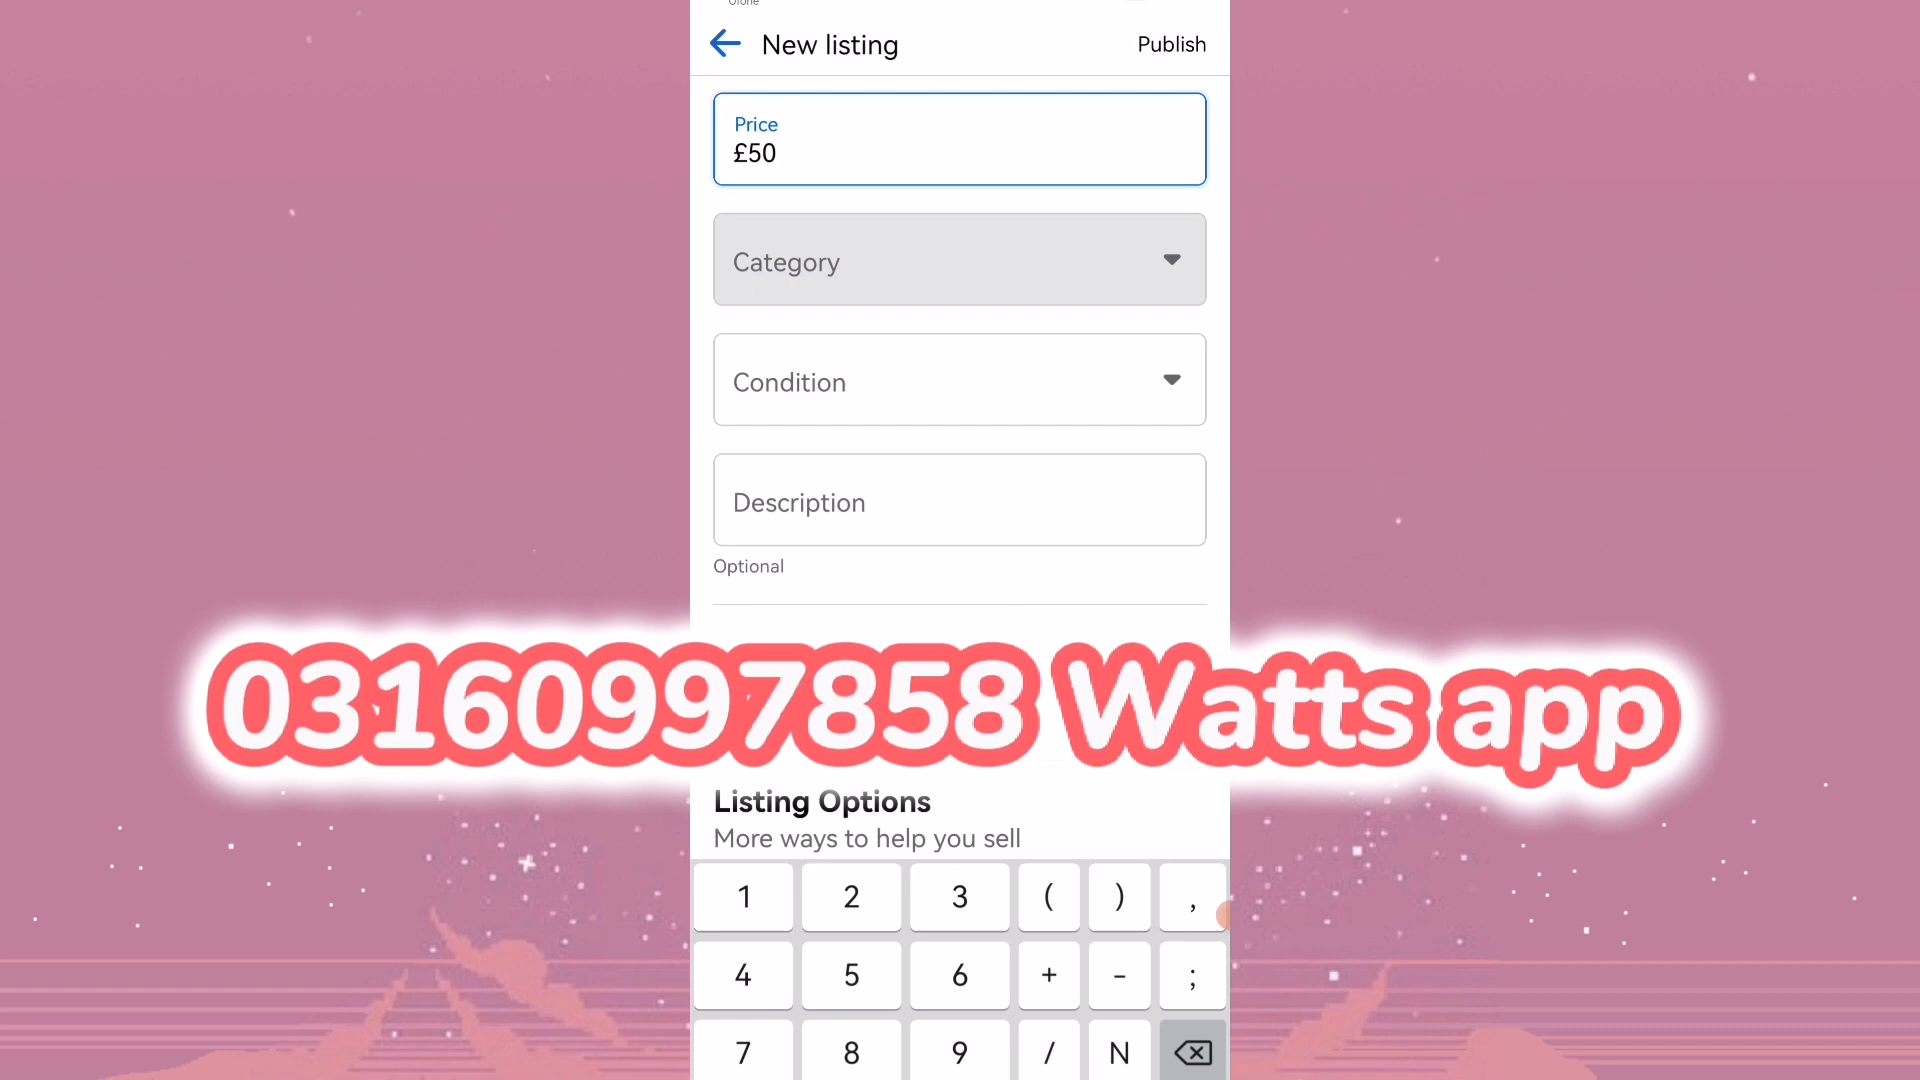 New listing
Publish
Price
£50
Category
Condition
Description
Optional
03160997858 Watts app
Listing Options
More ways to help you sell
1 2 3 ( ) ,
4 5 6 + - ;
7 8 9 / N